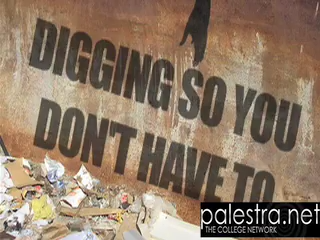 DIGGING SO YOU
DON'T HAVE TO
palestra.net
THE COLLEGE NETWORK